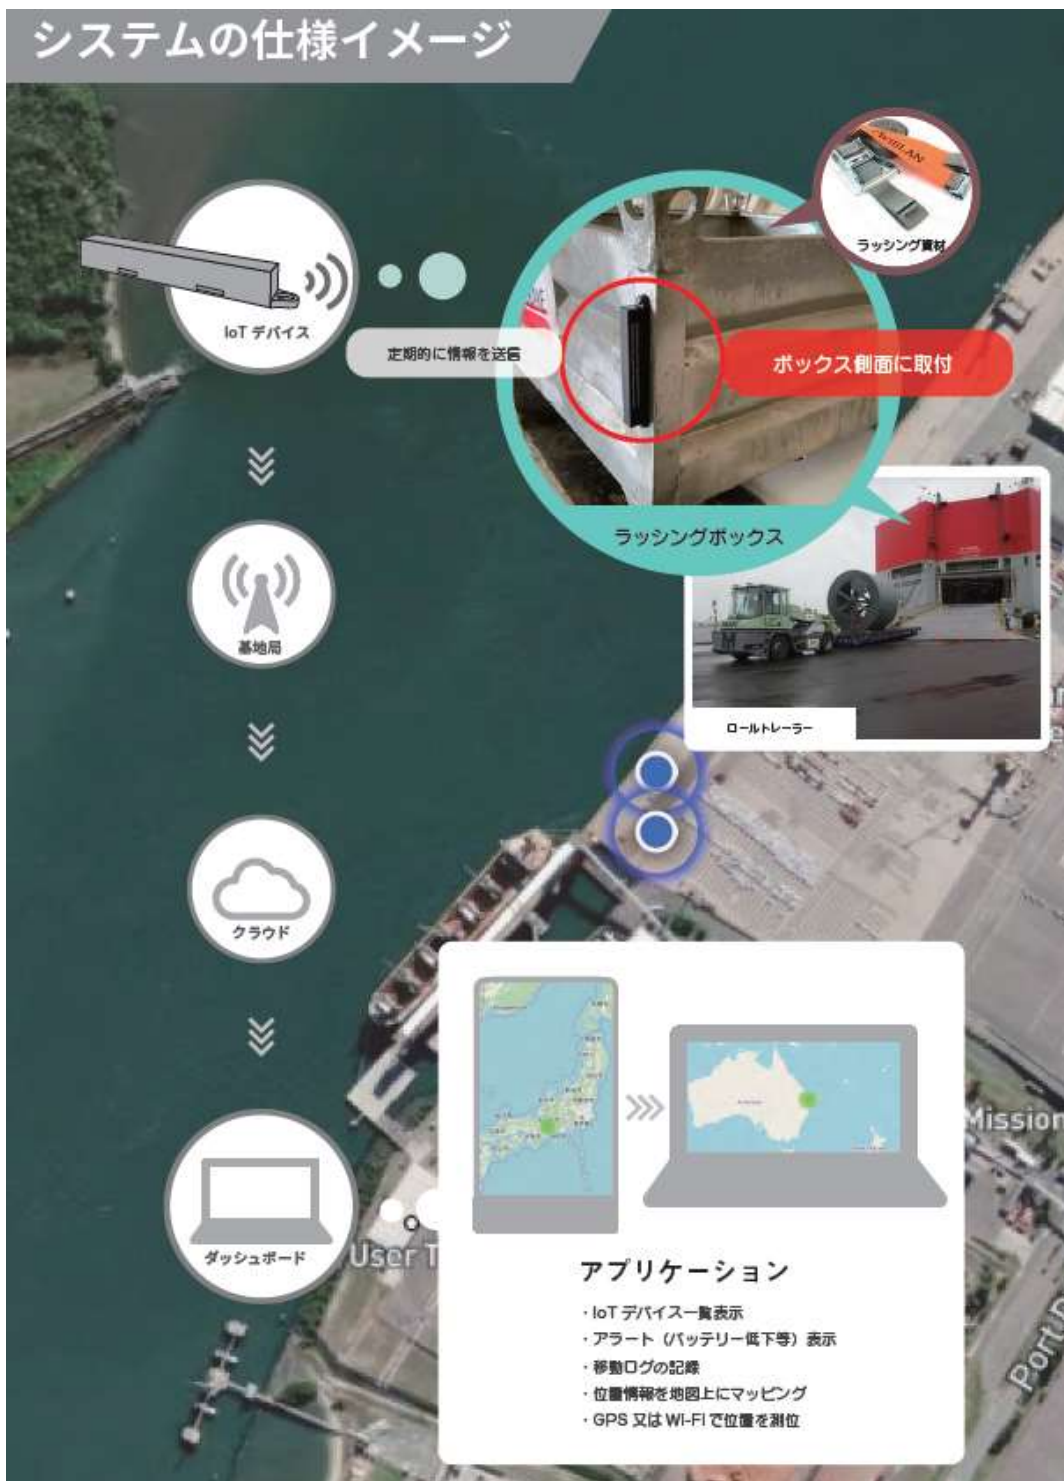 システムの仕様イメージ
ラッシング資材
IoT デバイス
定期的に情報を送信
ボックス側面に取付
ラッシングボックス
基地局
ロールトレーラー
クラウド
ダッシュボード
User T
Mission
Port
アプリケーション
・IoT デバイス一覧表示
・アラート（バッテリー低下等）表示
・移動ログの記録
・位置情報を地図上にマッピング
・GPS 又は Wi-Fi で位置を測位